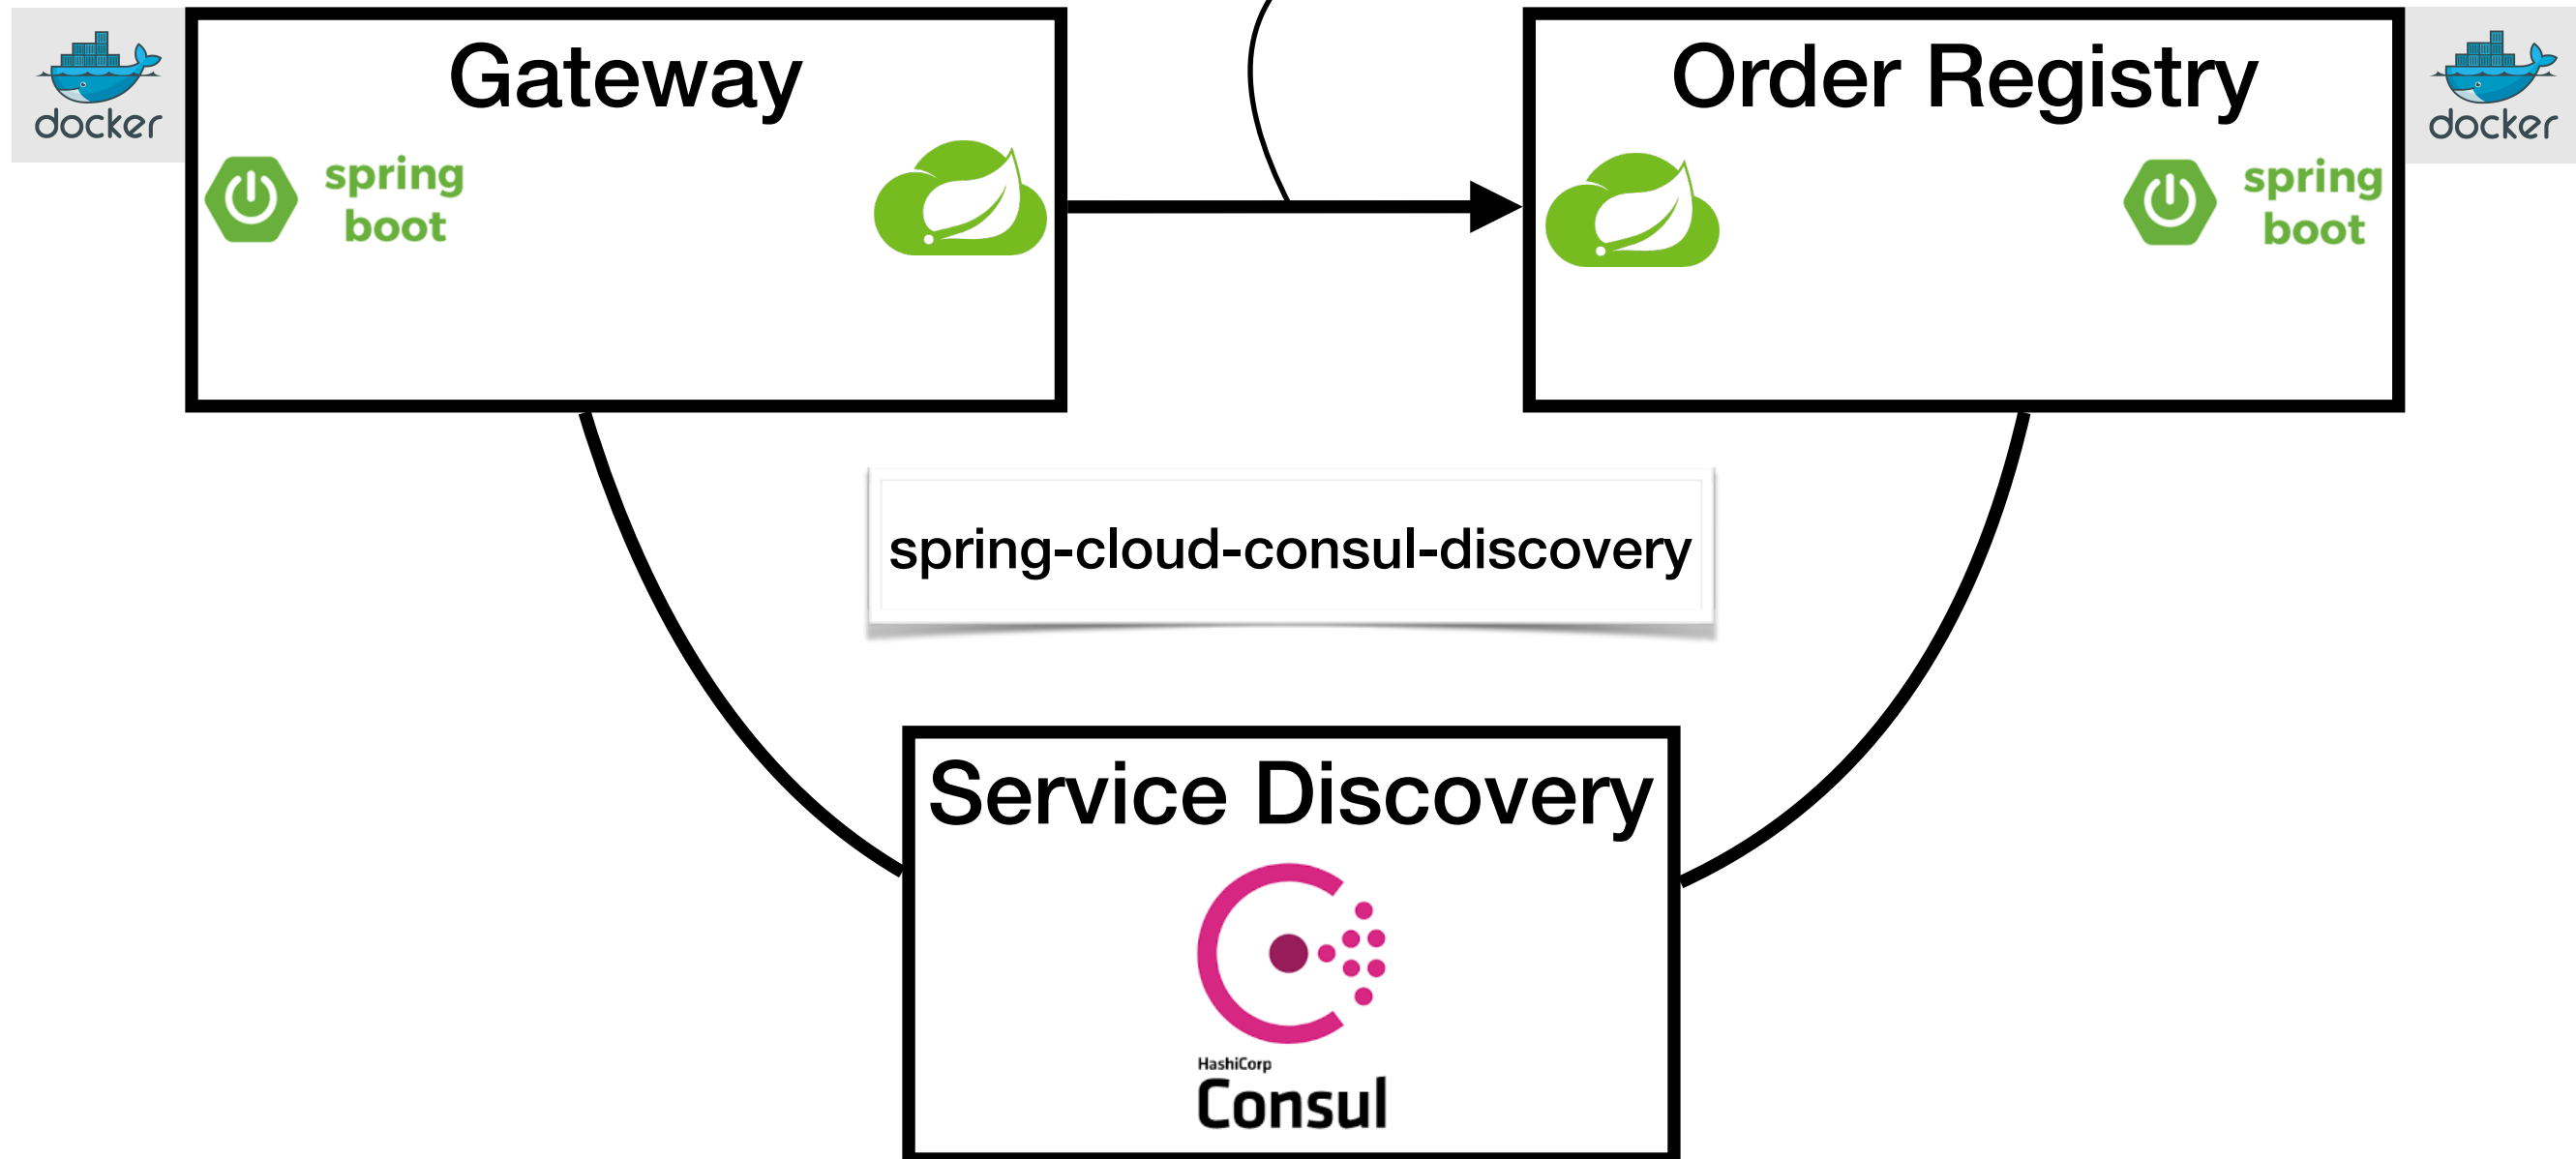 docker
Gateway
spring
boot
Order Registry
spring
boot
docker
spring-cloud-consul-discovery
Service Discovery
HashiCorp
Consul